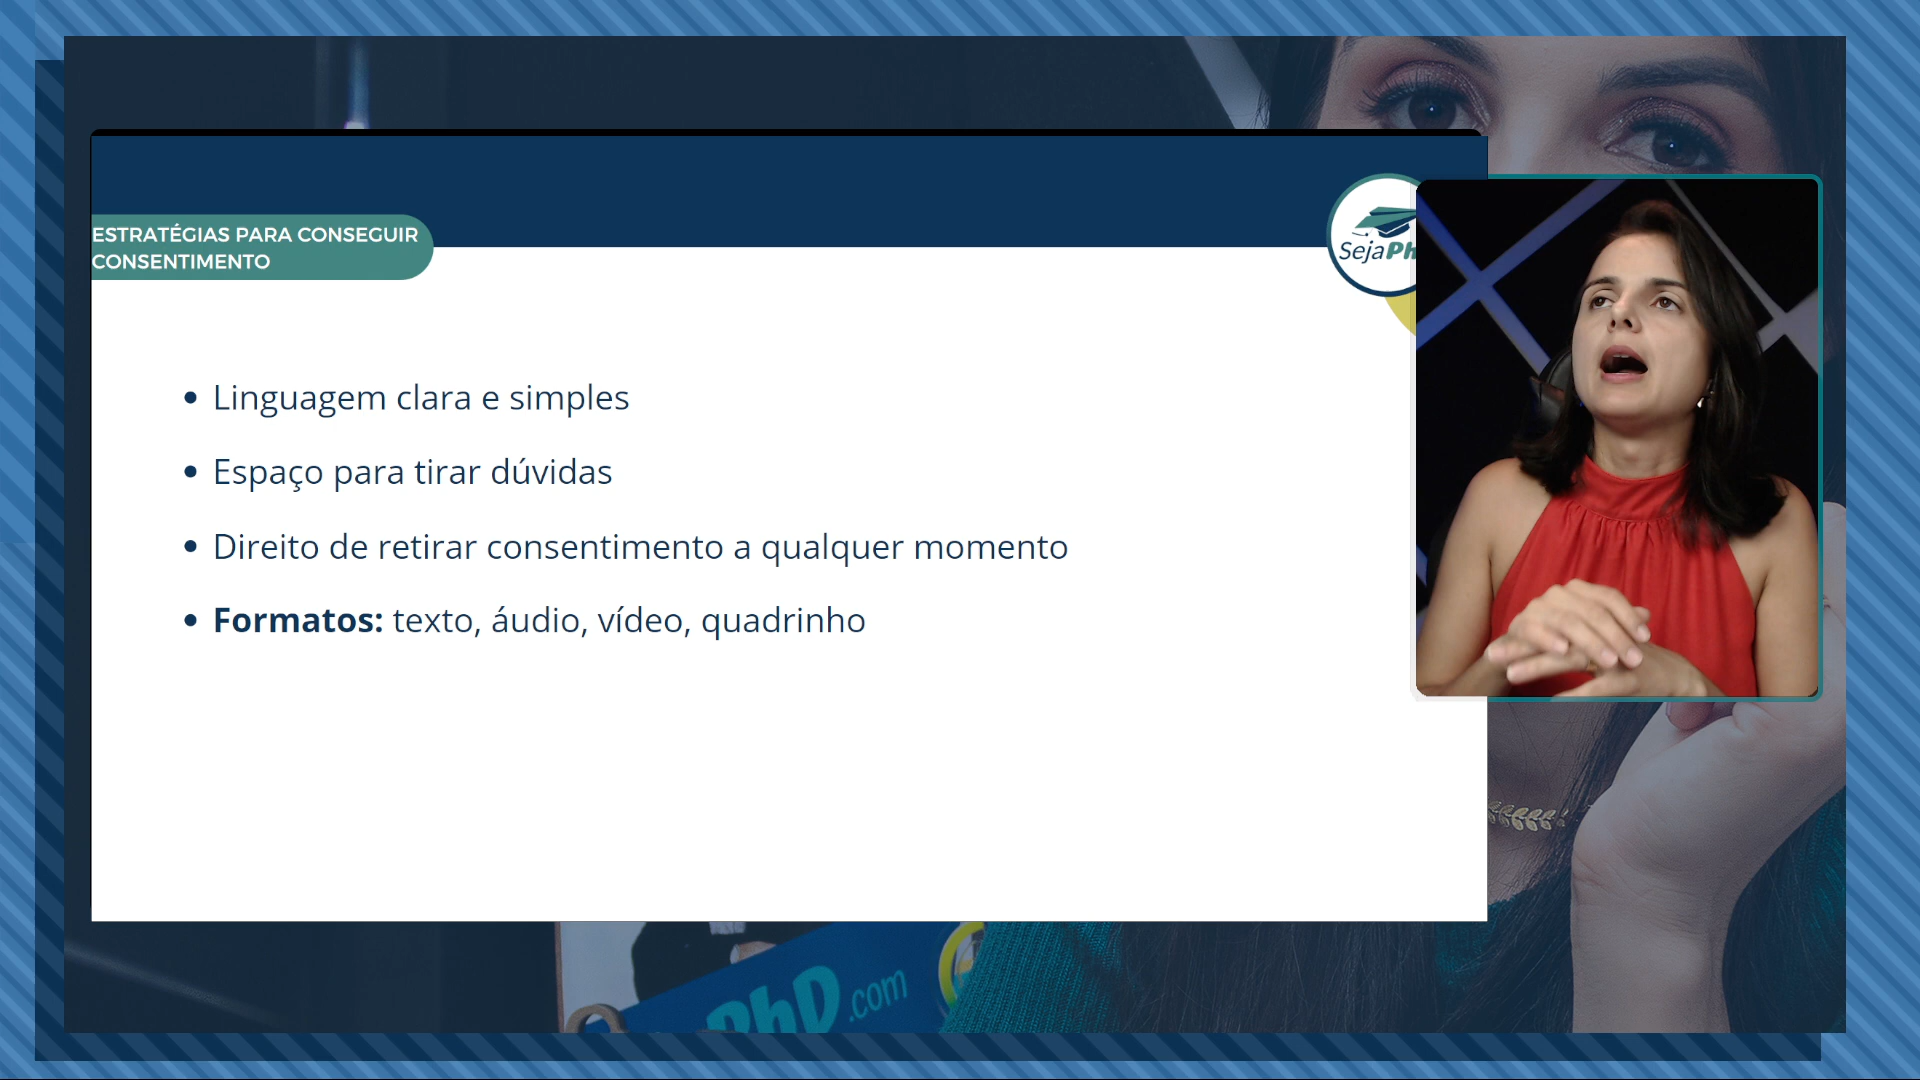 ESTRATÉGIAS PARA CONSEGUIR
CONSENTIMENTO
SejaPh
• Linguagem clara e simples
• Espaço para tirar dúvidas
• Direito de retirar consentimento a qualquer momento
• Formatos: texto, áudio, vídeo, quadrinho
PhD.com